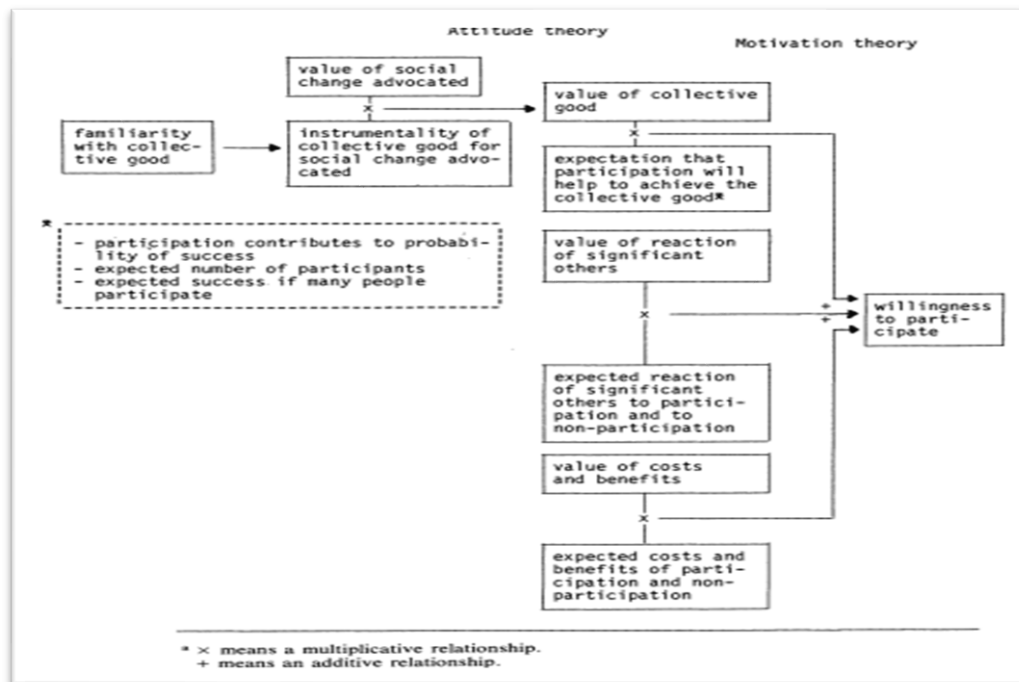 Attitude theory
Motivation theory
value of social
change advocated
×
value of collective
good
familiarity
with collec-
tive good
instrumentality of
collective good for
social change advo-
cated
×
expectation that
participation will
help to achieve the
collective good*
*
- participation contributes to probabi-
lity of success
- expected number of participants
- expected success if many people
participate
value of reaction
of significant
others
×
+
+
willingness
to parti-
cipate
expected reaction
of significant
others to partici-
pation and to
non-participation
value of costs
and benefits
×
expected costs and
benefits of parti-
cipation and non-
participation
* × means a multiplicative relationship.
+ means an additive relationship.